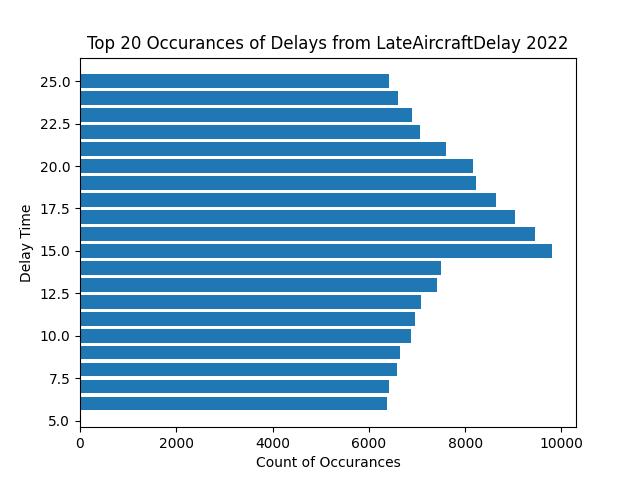 Top 20 Occurances of Delays from LateAircraftDelay 2022
25.0
22.5
20.0
17.5
15.0
12.5
10.0
7.5
5.0
Delay Time
0 2000 4000 6000 8000 10000
Count of Occurances